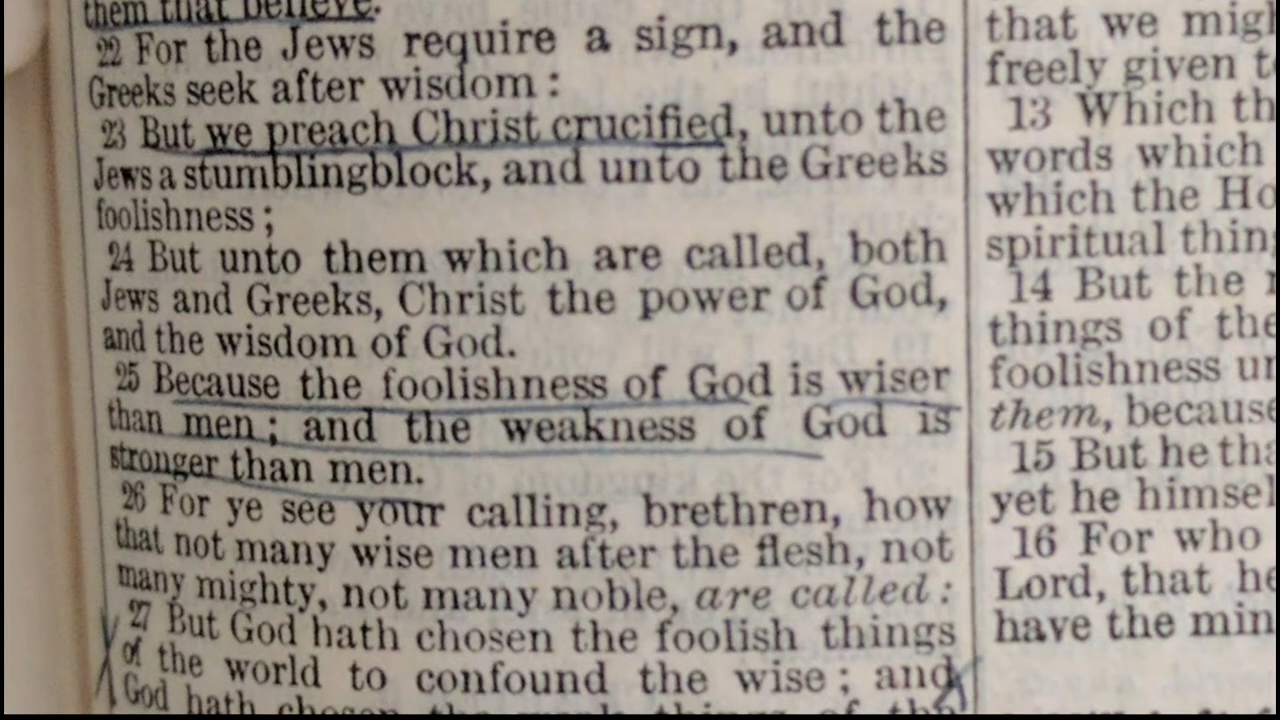 them that believe.
22 For the Jews require a sign, and the
Greeks seek after wisdom :
23 But we preach Christ crucified, unto the
Jews a stumblingblock, and unto the Greeks
foolishness ;
24 But unto them which are called, both
Jews and Greeks, Christ the power of God,
and the wisdom of God.
25 Because the foolishness of God is wiser
than men ; and the weakness of God is
stronger than men.
26 For ye see your calling, brethren, how
that not many wise men after the flesh, not
many mighty, not many noble, are called :
27 But God hath chosen the foolish things
of the world to confound the wise ; and
God hath chosen the weak things of the
that we
freely given
13 Which
words which
which the
spiritual
14 But the
things of the
foolishness
them, because
15 But he
yet he
16 For who
Lord, that he
have the